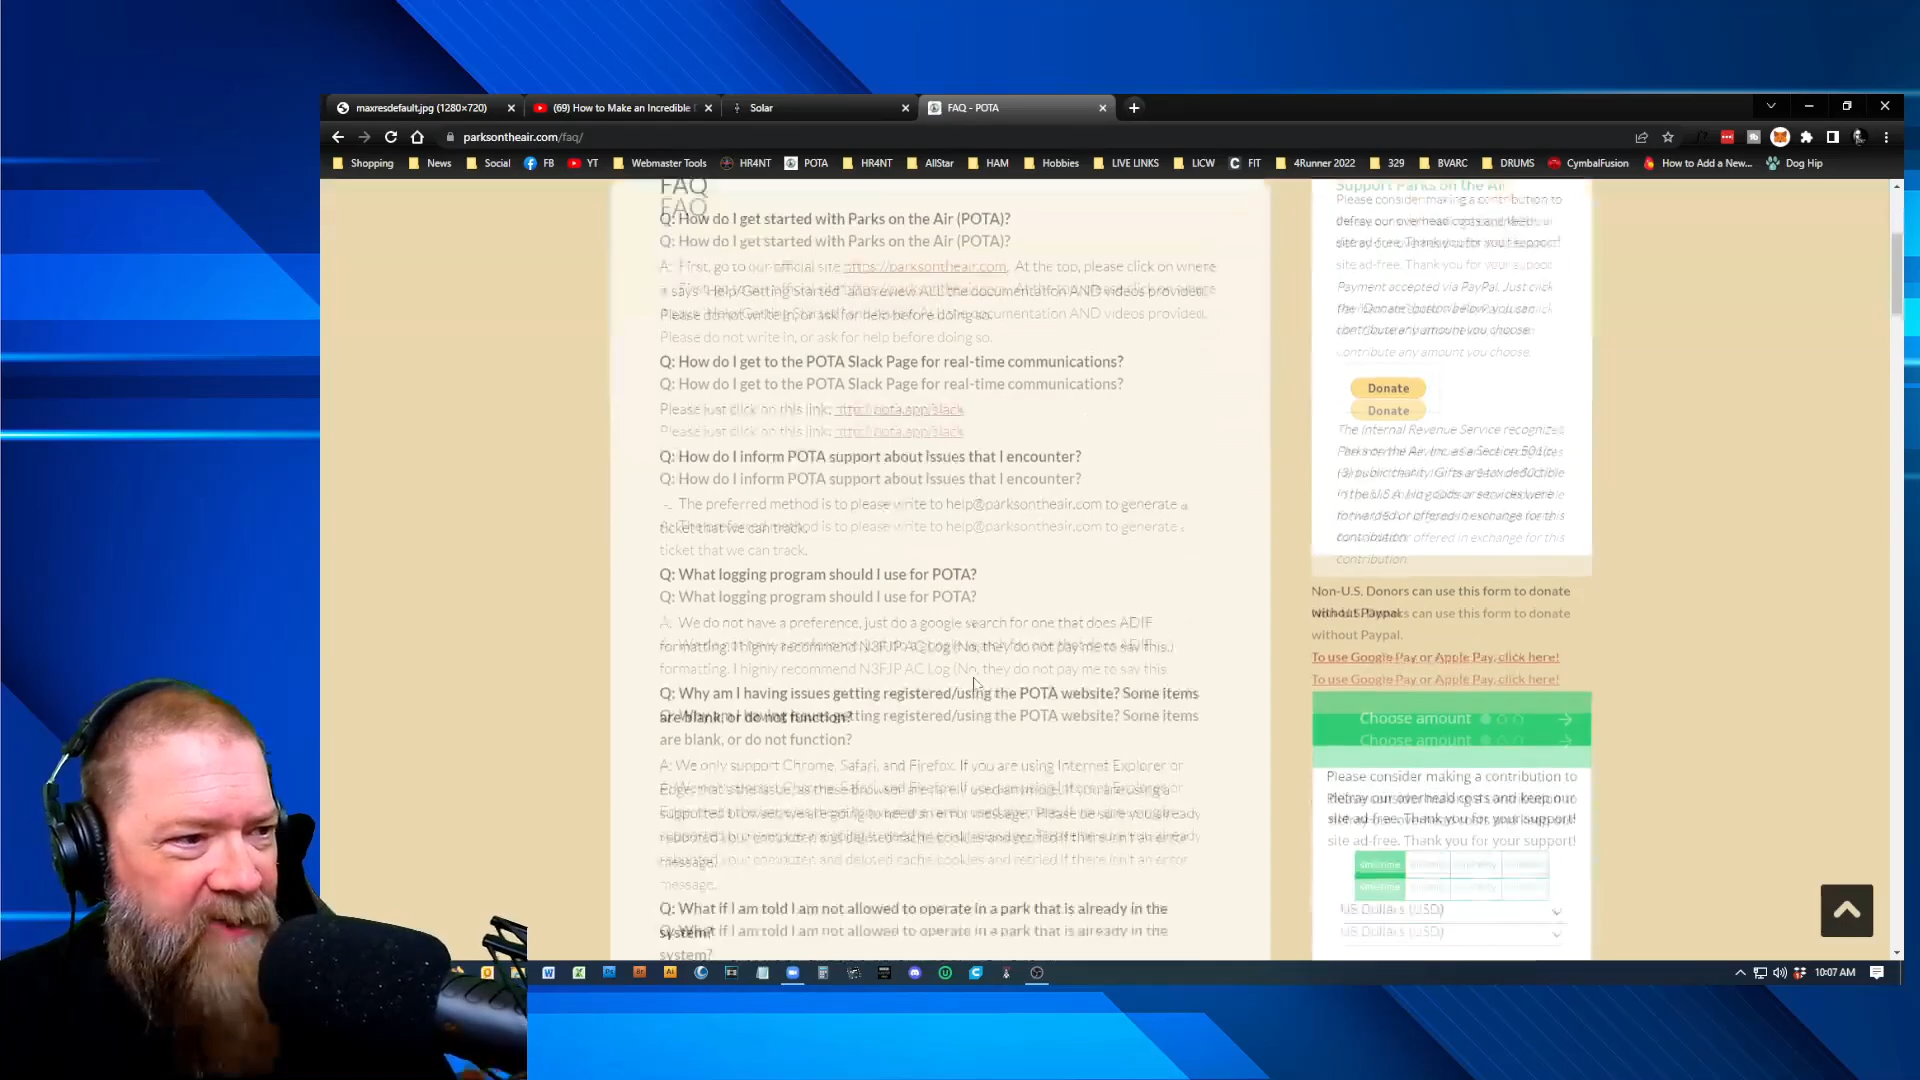 maxresdefault.jpg (1280×720)
(69) How to Make an Incredible
Solar
FAQ - POTA
parksontheair.com/faq/
Shopping News Social FB YT Webmaster Tools HR4NT POTA HR4NT AllStar HAM Hobbies LIVE LINKS LICW FIT 4Runner 2022 329 BVARC DRUMS CymbalFusion How to Add a New... Dog Hip
FAQ
Q: How do I get started with Parks on the Air (POTA)?
A: First, go to our official site https://parksontheair.com. At the top, please click on where
it says "Help/Getting Started" and review ALL the documentation AND videos provided.
Please do not write in, or ask for help before doing so.
Q: How do I get to the POTA Slack Page for real-time communications?
Please just click on this link: http://pota.app/slack
Q: How do I inform POTA support about issues that I encounter?
The preferred method is to please write to help@parksontheair.com to generate a
ticket that we can track.
Q: What logging program should I use for POTA?
A: We do not have a preference, just do a google search for one that does ADIF
formatting. I highly recommend N3FJP AC Log (No, they do not pay me to say this.)
Q: Why am I having issues getting registered/using the POTA website? Some items
are blank, or do not function?
A: We only support Chrome, Safari, and Firefox. If you are using Internet Explorer or
message.
Q: What if I am told I am not allowed to operate in a park that is already in the
system?
Support Parks on the Air
Please consider making a contribution to
defray our overhead costs and keep our
site ad-free. Thank you for your support!
Payment accepted via PayPal. Just click
the "Donate" button below, you can
contribute any amount you choose.
Donate
The Internal Revenue Service recognizes
Parks on the Air, Inc. as a Section 501(c)
(3) public charity. Gifts are tax-deductible
in the U.S.A. No goods or services were
forwarded or offered in exchange for this
contribution.
Non-U.S. Donors can use this form to donate
without Paypal.
To use Google Pay or Apple Pay, click here!
Choose amount
Please consider making a contribution to
defray our overhead costs and keep our
site ad-free. Thank you for your support!
US Dollars (USD)
10:07 AM